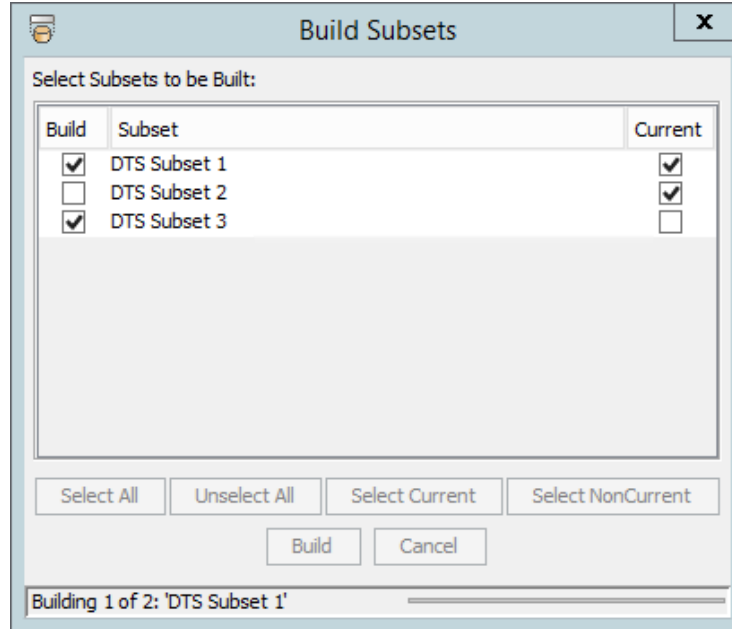 Build Subsets
x
Select Subsets to be Built:
Build Subset Current
DTS Subset 1
DTS Subset 2
DTS Subset 3
Select All Unselect All Select Current Select NonCurrent
Build Cancel
Building 1 of 2: 'DTS Subset 1'